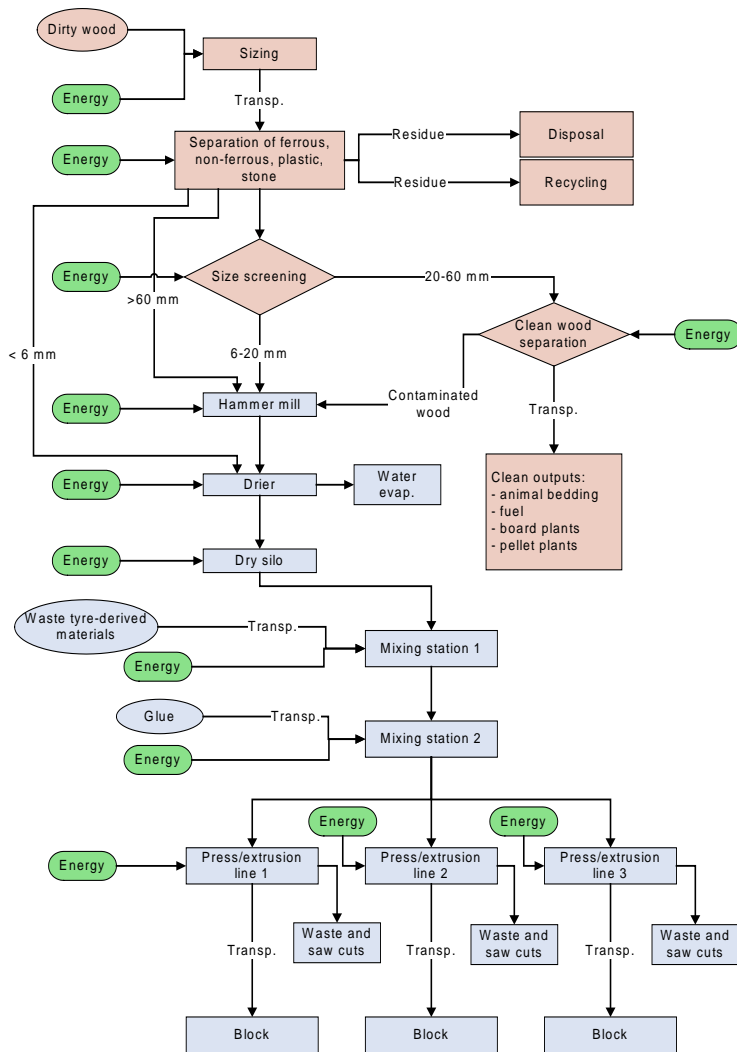 Dirty wood
Sizing
Energy
Transp.
Separation of ferrous,
non-ferrous, plastic,
stone
Energy
Residue
Disposal
Residue
Recycling
Energy
Size screening
20-60 mm
>60 mm
Clean wood
separation
Energy
< 6 mm
6-20 mm
Contaminated
wood
Transp.
Energy
Hammer mill
Energy
Drier
Water
evap.
Clean outputs:
- animal bedding
- fuel
- board plants
- pellet plants
Energy
Dry silo
Waste tyre-derived
materials
Transp.
Energy
Mixing station 1
Glue
Transp.
Energy
Mixing station 2
Energy
Energy
Energy
Press/extrusion
line 1
Press/extrusion
line 2
Press/extrusion
line 3
Waste and
saw cuts
Waste and
saw cuts
Waste and
saw cuts
Transp.
Transp.
Transp.
Block
Block
Block